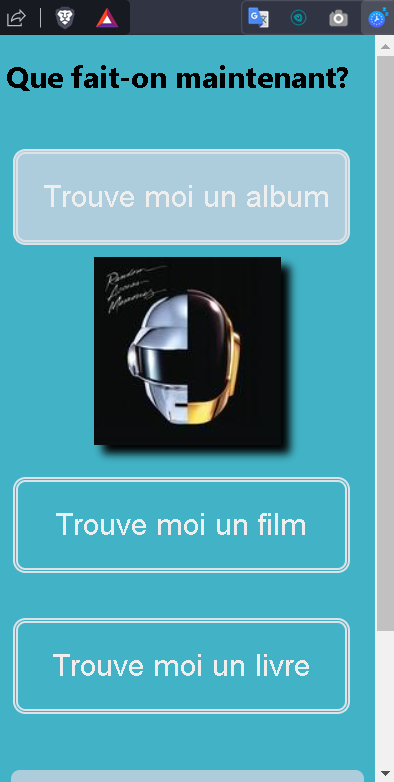 Que fait-on maintenant?
Trouve moi un album
Random
Access
Memories
Trouve moi un film
Trouve moi un livre